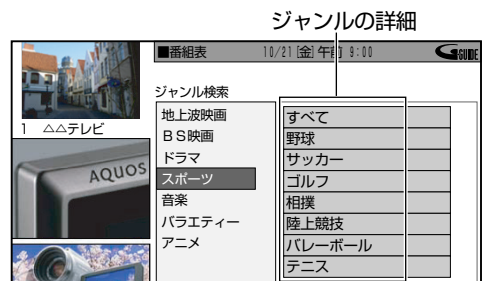 ジャンルの詳細
■番組表 10/21[金]午前 9:00 GGUIDE
ジャンル検索
1 △△テレビ
AQUOS
地上波映画
BS映画
ドラマ
スポーツ
音楽
バラエティー
アニメ
すべて
野球
サッカー
ゴルフ
相撲
陸上競技
バレーボール
テニス